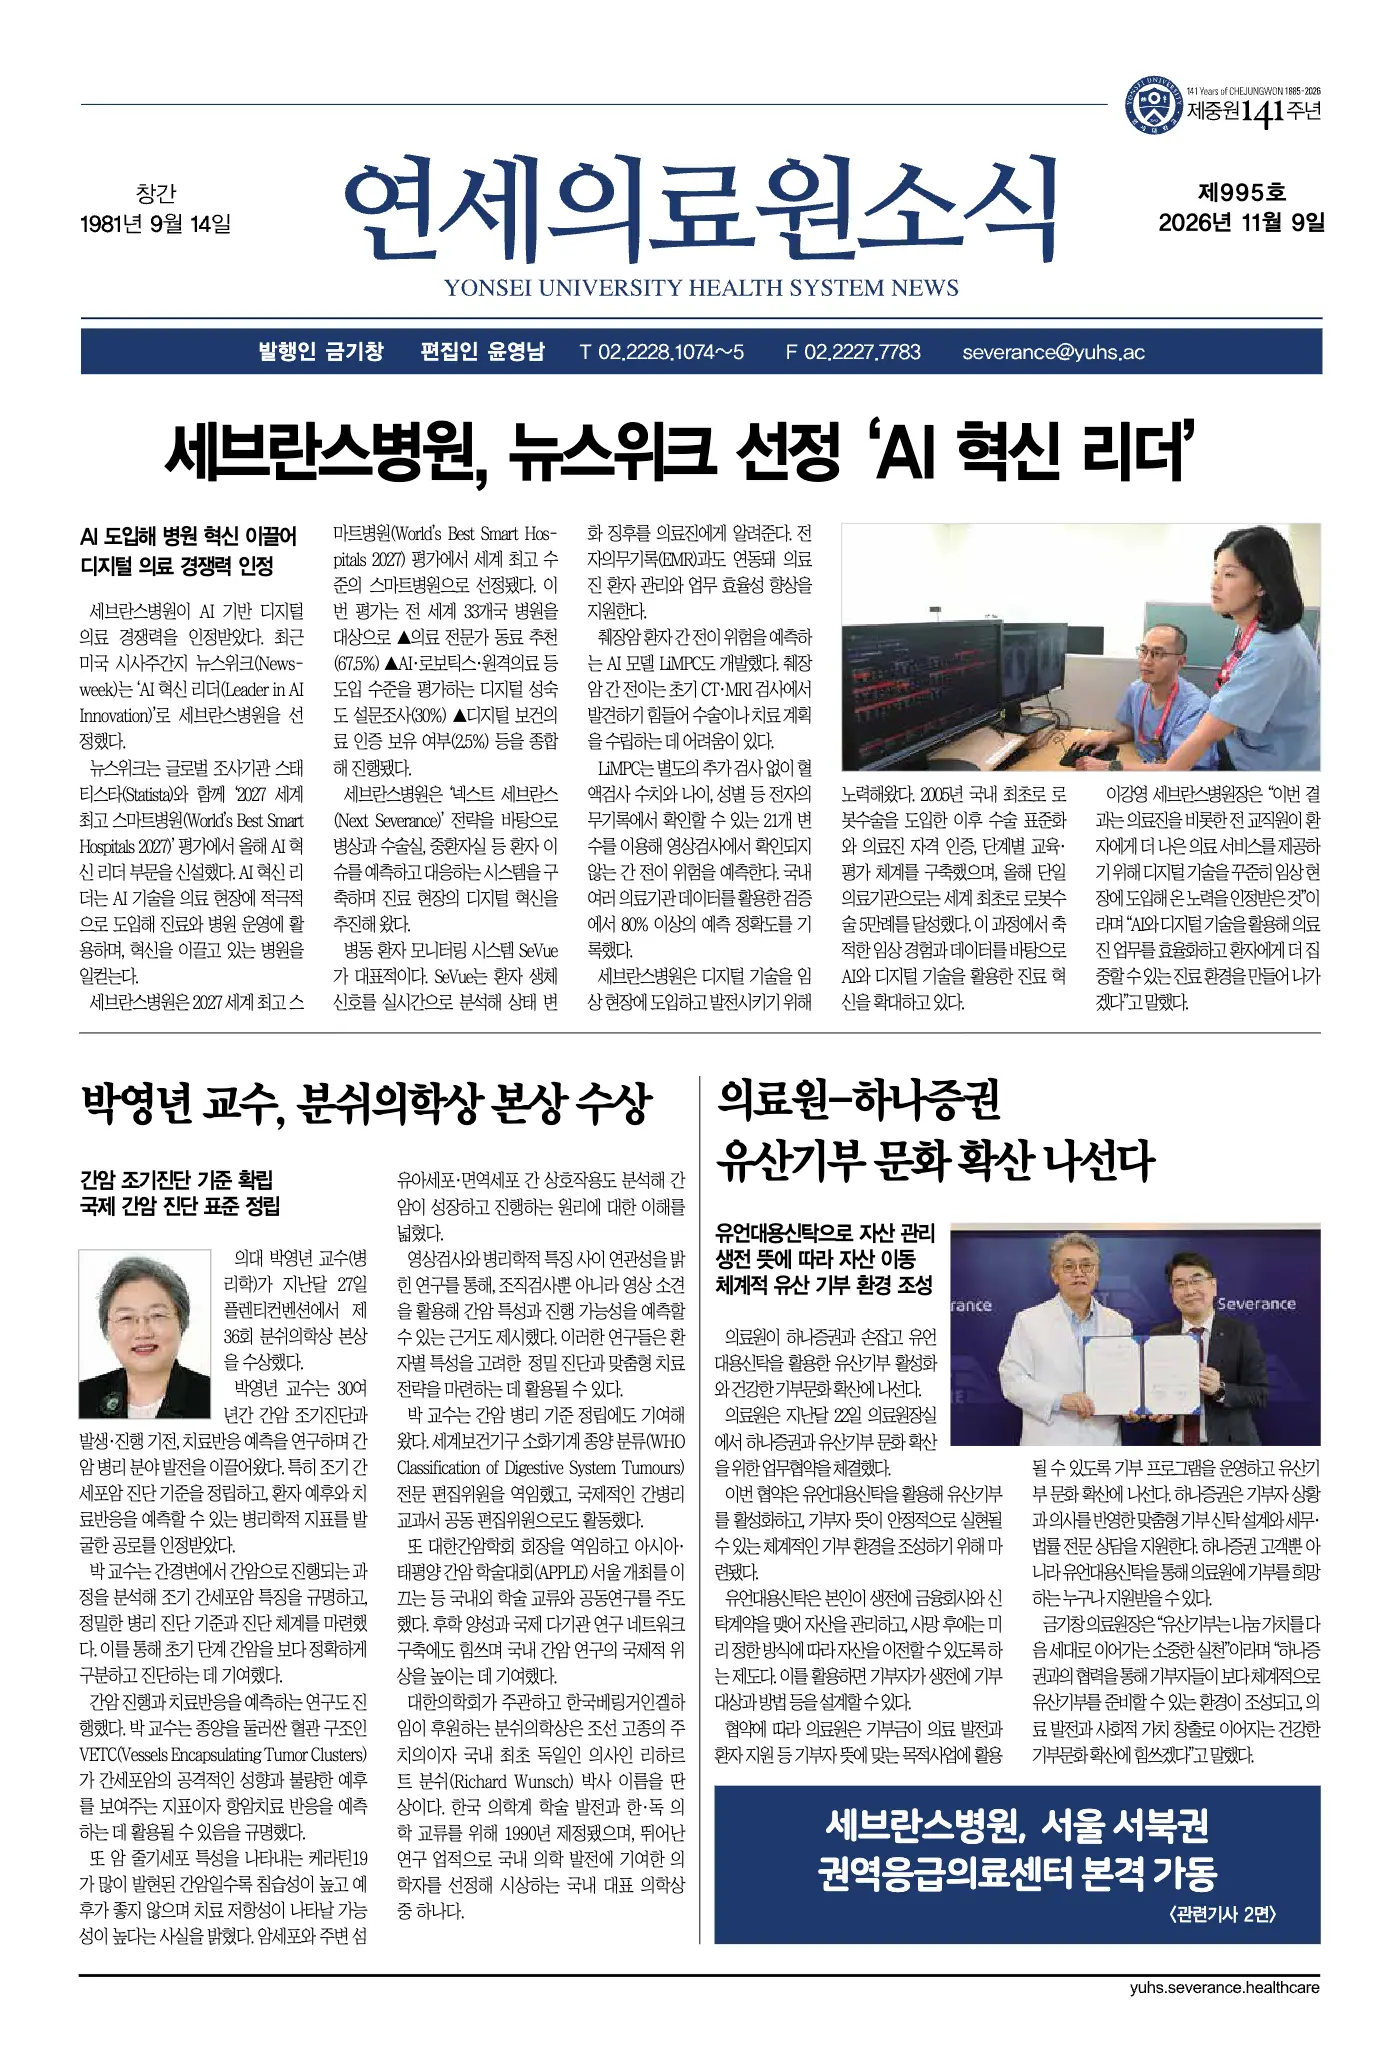 141 Years of CHEJUNGWON 1885-2026
제중원141주년
창간
1981년 9월 14일
연세의료원소식
YONSEI UNIVERSITY HEALTH SYSTEM NEWS
제995호
2026년 11월 9일
발행인 금기창 편집인 윤영남 T 02.2228.1074~5 F 02.2227.7783 severance@yuhs.ac
세브란스병원, 뉴스위크 선정 ‘AI 혁신 리더’
AI 도입해 병원 혁신 이끌어
디지털 의료 경쟁력 인정
세브란스병원이 AI 기반 디지털
의료 경쟁력을 인정받았다. 최근
미국 시사주간지 뉴스위크(News-
week)는 ‘AI 혁신 리더(Leader in AI
Innovation)’로 세브란스병원을 선
정했다.
뉴스위크는 글로벌 조사기관 스태
티스타(Statista)와 함께 ‘2027 세계
최고 스마트병원(World’s Best Smart
Hospitals 2027)’ 평가에서 올해 AI 혁
신 리더 부문을 신설했다. AI 혁신 리
더는 AI 기술을 의료 현장에 적극적
으로 도입해 진료와 병원 운영에 활
용하며, 혁신을 이끌고 있는 병원을
일컫는다.
세브란스병원은 2027 세계 최고 스
마트병원(World’s Best Smart Hos-
pitals 2027) 평가에서 세계 최고 수
준의 스마트병원으로 선정됐다. 이
번 평가는 전 세계 33개국 병원을
대상으로 ▲의료 전문가 동료 추천
(67.5%) ▲AI·로보틱스·원격의료 등
도입 수준을 평가하는 디지털 성숙
도 설문조사(30%) ▲디지털 보건의
료 인증 보유 여부(2.5%) 등을 종합
해 진행됐다.
세브란스병원은 ‘넥스트 세브란스
(Next Severance)’ 전략을 바탕으로
병상과 수술실, 중환자실 등 환자 이
슈를 예측하고 대응하는 시스템을 구
축하며 진료 현장의 디지털 혁신을
추진해 왔다.
병동 환자 모니터링 시스템 SeVue
가 대표적이다. SeVue는 환자 생체
신호를 실시간으로 분석해 상태 변
화 징후를 의료진에게 알려준다. 전
자의무기록(EMR)과도 연동돼 의료
진 환자 관리와 업무 효율성 향상을
지원한다.
췌장암 환자 간 전이 위험을 예측하
는 AI 모델 LiMPC도 개발했다. 췌장
암 간 전이는 초기 CT·MRI 검사에서
발견하기 힘들어 수술이나 치료 계획
을 수립하는 데 어려움이 있다.
LiMPC는 별도의 추가 검사 없이 혈
액검사 수치와 나이, 성별 등 전자의
무기록에서 확인할 수 있는 21개 변
수를 이용해 영상검사에서 확인되지
않는 간 전이 위험을 예측한다. 국내
여러 의료기관 데이터를 활용한 검증
에서 80% 이상의 예측 정확도를 기
록했다.
세브란스병원은 디지털 기술을 임
상 현장에 도입하고 발전시키기 위해
노력해왔다. 2005년 국내 최초로 로
봇수술을 도입한 이후 수술 표준화
와 의료진 자격 인증, 단계별 교육·
평가 체계를 구축했으며, 올해 단일
의료기관으로는 세계 최초로 로봇수
술 5만례를 달성했다. 이 과정에서 축
적한 임상 경험과 데이터를 바탕으로
AI와 디지털 기술을 활용한 진료 혁
신을 확대하고 있다.
이강영 세브란스병원장은 “이번 결
과는 의료진을 비롯한 전 교직원이 환
자에게 더 나은 의료 서비스를 제공하
기 위해 디지털 기술을 꾸준히 임상 현
장에 도입해 온 노력을 인정받은 것”이
라며 “AI와 디지털 기술을 활용해 의료
진 업무를 효율화하고 환자에게 더 집
중할 수 있는 진료 환경을 만들어 나가
겠다”고 말했다.
박영년 교수, 분쉬의학상 본상 수상
간암 조기진단 기준 확립
국제 간암 진단 표준 정립
의대 박영년 교수(병
리학)가 지난달 27일
플렌티컨벤션에서 제
36회 분쉬의학상 본상
을 수상했다.
박영년 교수는 30여
년간 간암 조기진단과
발생·진행 기전, 치료반응 예측을 연구하며 간
암 병리 분야 발전을 이끌어왔다. 특히 조기 간
세포암 진단 기준을 정립하고, 환자 예후와 치
료반응을 예측할 수 있는 병리학적 지표를 발
굴한 공로를 인정받았다.
박 교수는 간경변에서 간암으로 진행되는 과
정을 분석해 조기 간세포암 특징을 규명하고,
정밀한 병리 진단 기준과 진단 체계를 마련했
다. 이를 통해 초기 단계 간암을 보다 정확하게
구분하고 진단하는 데 기여했다.
간암 진행과 치료반응을 예측하는 연구도 진
행했다. 박 교수는 종양을 둘러싼 혈관 구조인
VETC(Vessels Encapsulating Tumor Clusters)
가 간세포암의 공격적인 성향과 불량한 예후
를 보여주는 지표이자 항암치료 반응을 예측
하는 데 활용될 수 있음을 규명했다.
또 암 줄기세포 특성을 나타내는 케라틴19
가 많이 발현된 간암일수록 침습성이 높고 예
후가 좋지 않으며 치료 저항성이 나타날 가능
성이 높다는 사실을 밝혔다. 암세포와 주변 섬
유아세포·면역세포 간 상호작용도 분석해 간
암이 성장하고 진행하는 원리에 대한 이해를
넓혔다.
영상검사와 병리학적 특징 사이 연관성을 밝
힌 연구를 통해, 조직검사뿐 아니라 영상 소견
을 활용해 간암 특성과 진행 가능성을 예측할
수 있는 근거도 제시했다. 이러한 연구들은 환
자별 특성을 고려한 정밀 진단과 맞춤형 치료
전략을 마련하는 데 활용될 수 있다.
박 교수는 간암 병리 기준 정립에도 기여해
왔다. 세계보건기구 소화기계 종양 분류(WHO
Classification of Digestive System Tumours)
전문 편집위원을 역임했고, 국제적인 간병리
교과서 공동 편집위원으로도 활동했다.
또 대한간암학회 회장을 역임하고 아시아·
태평양 간암 학술대회(APPLE) 서울 개최를 이
끄는 등 국내외 학술 교류와 공동연구를 주도
했다. 후학 양성과 국제 다기관 연구 네트워크
구축에도 힘쓰며 국내 간암 연구의 국제적 위
상을 높이는 데 기여했다.
대한의학회가 주관하고 한국베링거인겔하
임이 후원하는 분쉬의학상은 조선 고종의 주
치의이자 국내 최초 독일인 의사인 리하르
트 분쉬(Richard Wunsch) 박사 이름을 딴
상이다. 한국 의학계 학술 발전과 한·독 의
학 교류를 위해 1990년 제정됐으며, 뛰어난
연구 업적으로 국내 의학 발전에 기여한 의
학자를 선정해 시상하는 국내 대표 의학상
중 하나다.
의료원-하나증권
유산기부 문화 확산 나선다
유언대용신탁으로 자산 관리
생전 뜻에 따라 자산 이동
체계적 유산 기부 환경 조성
rance
Severance
의료원이 하나증권과 손잡고 유언
대용신탁을 활용한 유산기부 활성화
와 건강한 기부문화 확산에 나선다.
의료원은 지난달 22일 의료원장실
에서 하나증권과 유산기부 문화 확산
을 위한 업무협약을 체결했다.
이번 협약은 유언대용신탁을 활용해 유산기부
를 활성화하고, 기부자 뜻이 안정적으로 실현될
수 있는 체계적인 기부 환경을 조성하기 위해 마
련됐다.
유언대용신탁은 본인이 생전에 금융회사와 신
탁계약을 맺어 자산을 관리하고, 사망 후에는 미
리 정한 방식에 따라 자산을 이전할 수 있도록 하
는 제도다. 이를 활용하면 기부자가 생전에 기부
대상과 방법 등을 설계할 수 있다.
협약에 따라 의료원은 기부금이 의료 발전과
환자 지원 등 기부자 뜻에 맞는 목적사업에 활용
될 수 있도록 기부 프로그램을 운영하고 유산기
부 문화 확산에 나선다. 하나증권은 기부자 상황
과 의사를 반영한 맞춤형 기부 신탁 설계와 세무·
법률 전문 상담을 지원한다. 하나증권 고객뿐 아
니라 유언대용신탁을 통해 의료원에 기부를 희망
하는 누구나 지원받을 수 있다.
금기창 의료원장은 “유산기부는 나눔 가치를 다
음 세대로 이어가는 소중한 실천”이라며 “하나증
권과의 협력을 통해 기부자들이 보다 체계적으로
유산기부를 준비할 수 있는 환경이 조성되고, 의
료 발전과 사회적 가치 창출로 이어지는 건강한
기부문화 확산에 힘쓰겠다”고 말했다.
세브란스병원, 서울 서북권
권역응급의료센터 본격 가동
〈관련기사 2면〉
yuhs.severance.healthcare